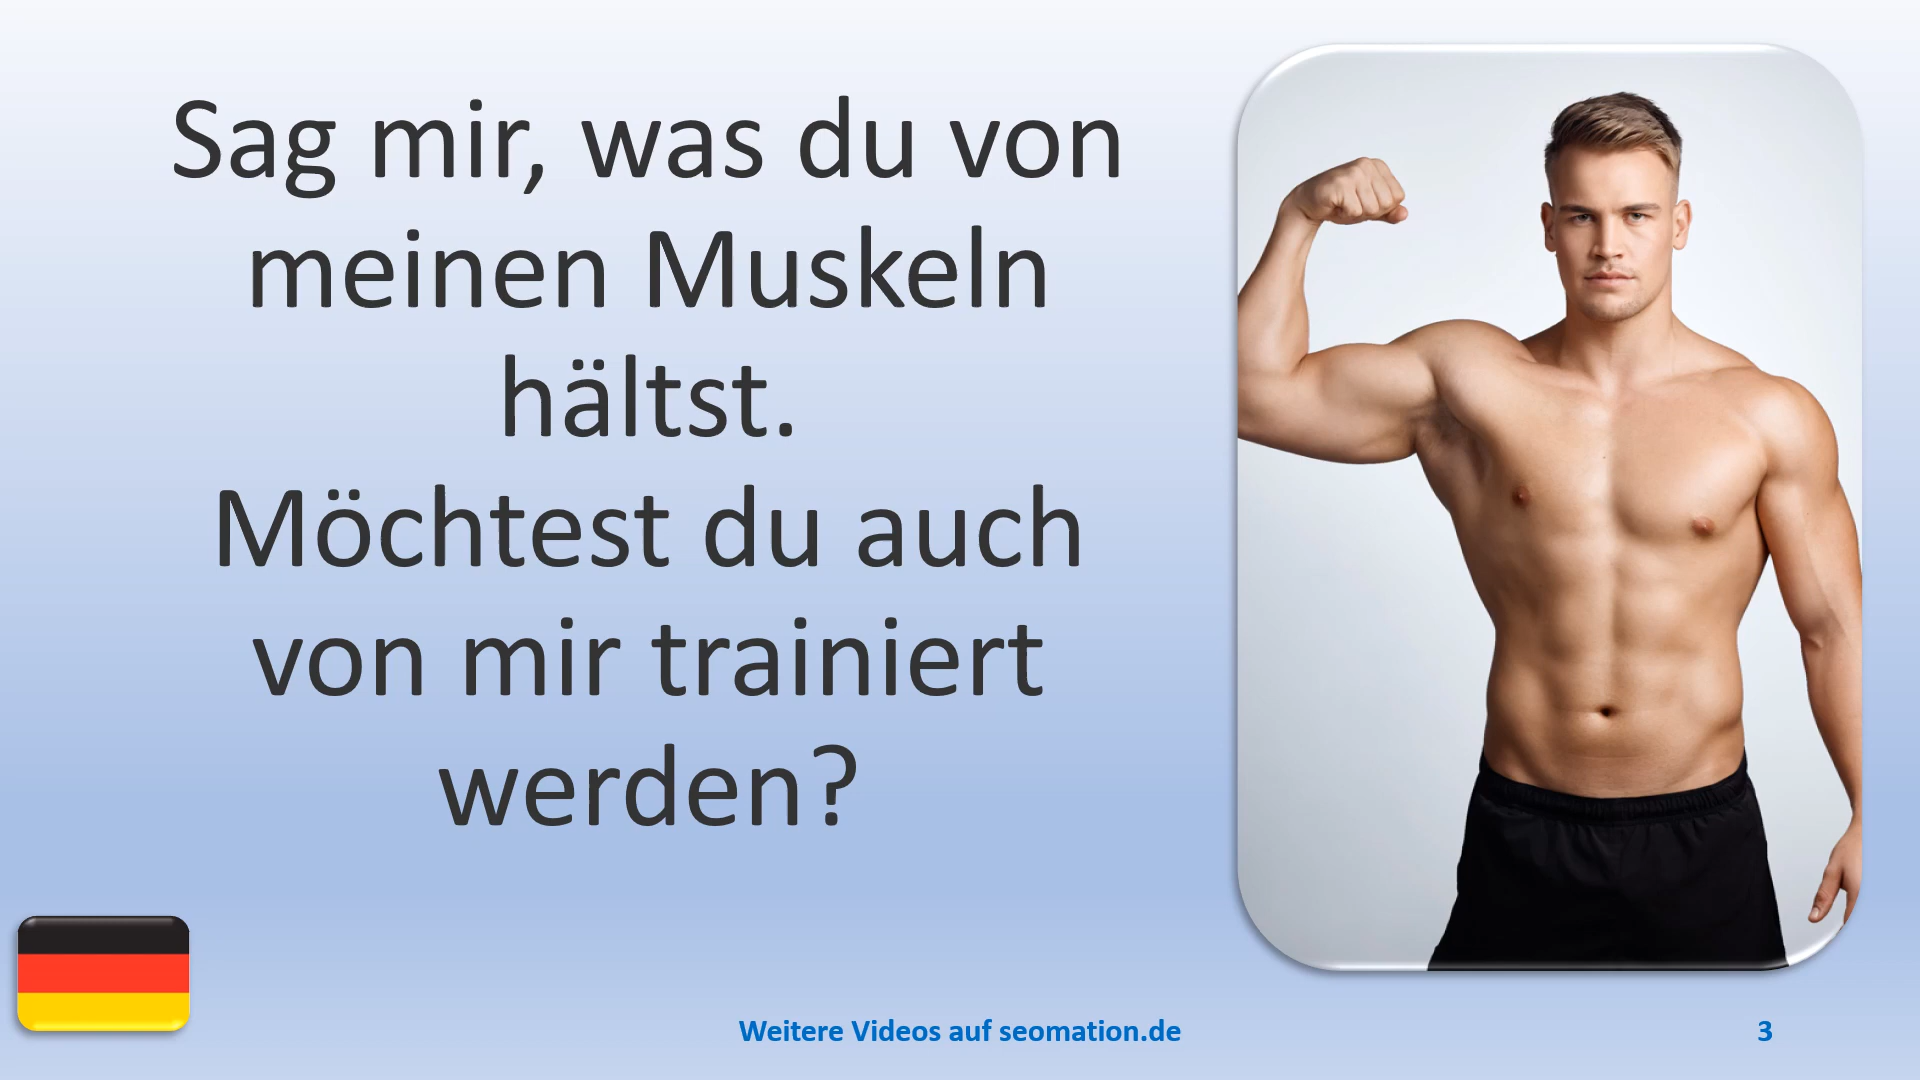 Sag mir, was du von
meinen Muskeln
hältst.
Möchtest du auch
von mir trainiert
werden?
Weitere Videos auf seomation.de
3